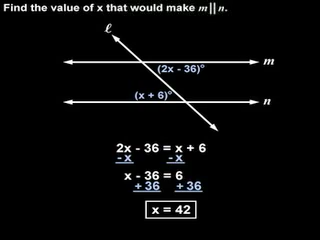 Find the value of x that would make m||n.
ℓ
m
(2x - 36)°
(x + 6)°
n
2x - 36 = x + 6
-x -x
x - 36 = 6
+36 +36
x = 42